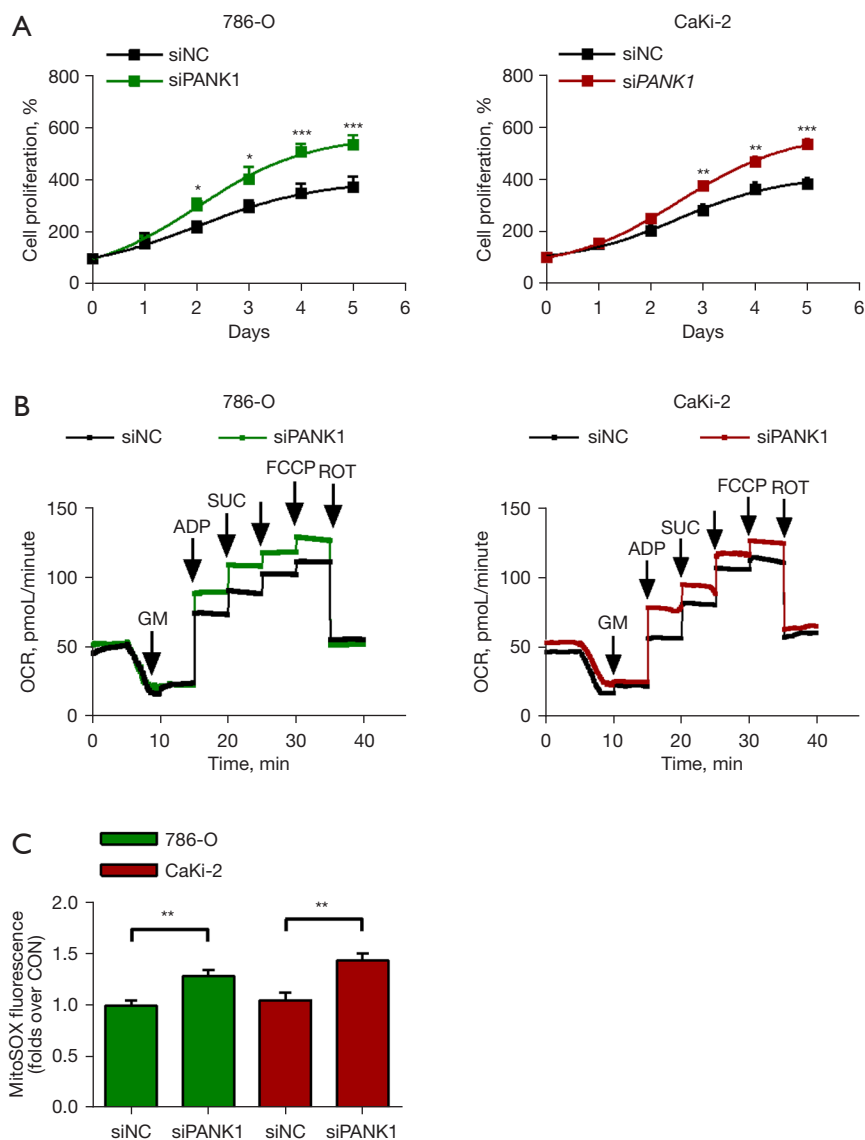 A
786-O
siNC
siPANK1
Cell proliferation, %
800
600
400
200
0
* * *** ***
0 1 2 3 4 5 6
Days
CaKi-2
siNC
siPANK1
Cell proliferation, %
800
600
400
200
0
** ** ***
0 1 2 3 4 5 6
Days
B
786-O
siNC siPANK1
OCR, pmoL/minute
150
100
50
0
GM
ADP
SUC
FCCP
ROT
0 10 20 30 40
Time, min
CaKi-2
siNC siPANK1
OCR, pmoL/minute
150
100
50
0
GM
ADP
SUC
FCCP
ROT
0 10 20 30 40
Time, min
C
786-O
CaKi-2
MitoSOX fluorescence
(folds over CON)
2.0
1.5
1.0
0.5
0.0
** **
siNC siPANK1 siNC siPANK1